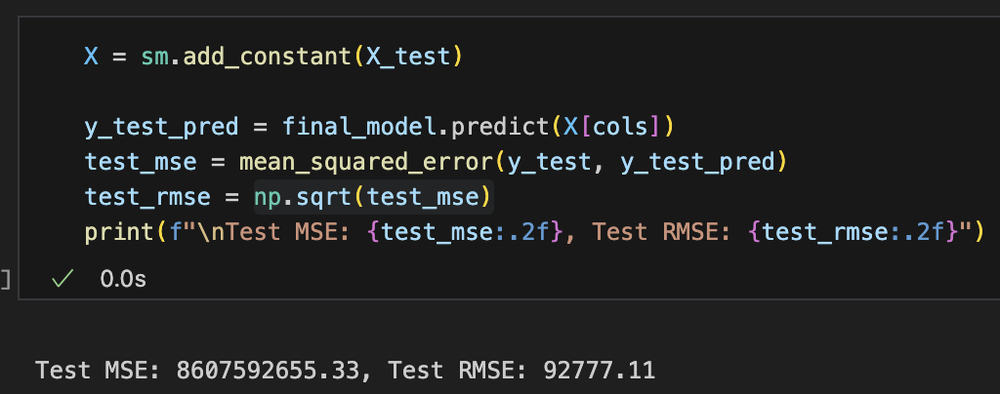 X = sm.add_constant(X_test)
y_test_pred = final_model.predict(X[cols])
test_mse = mean_squared_error(y_test, y_test_pred)
test_rmse = np.sqrt(test_mse)
print(f"\nTest MSE: {test_mse:.2f}, Test RMSE: {test_rmse:.2f}")
] ✓ 0.0s
Test MSE: 8607592655.33, Test RMSE: 92777.11